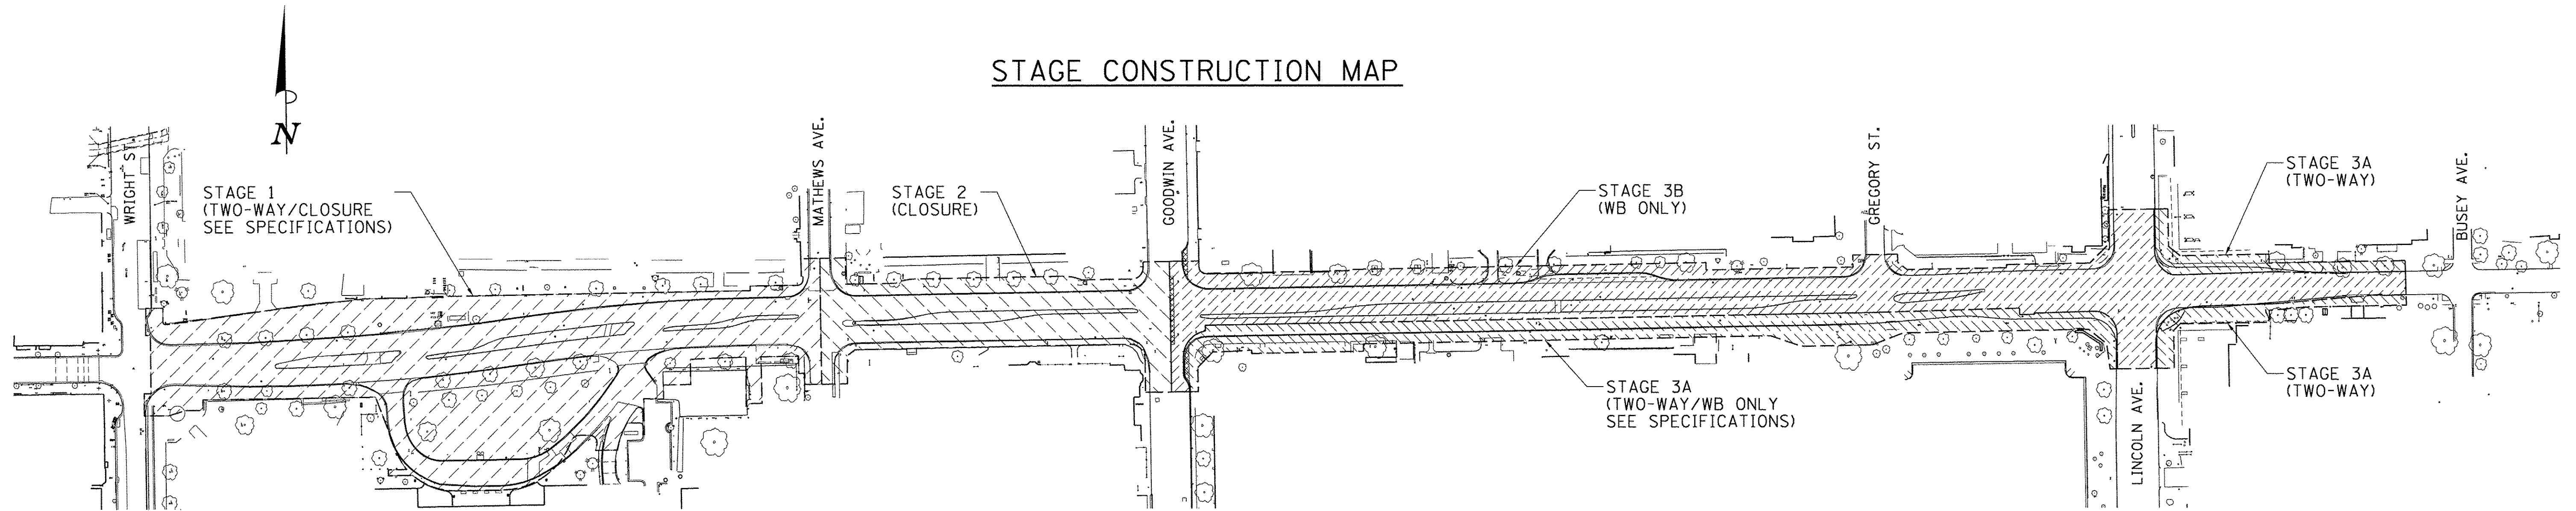 STAGE CONSTRUCTION MAP
N
WRIGHT ST.
STAGE 1
(TWO-WAY/CLOSURE
SEE SPECIFICATIONS)
MATHEWS AVE.
STAGE 2
(CLOSURE)
GOODWIN AVE.
STAGE 3B
(WB ONLY)
GREGORY ST.
STAGE 3A
(TWO-WAY)
BUSEY AVE.
STAGE 3A
(TWO-WAY/WB ONLY
SEE SPECIFICATIONS)
LINCOLN AVE.
STAGE 3A
(TWO-WAY)